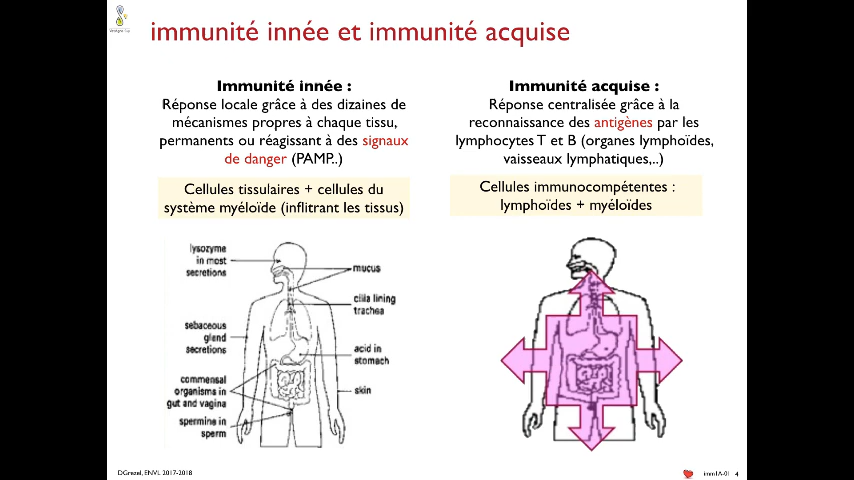 immunité innée et immunité acquise
Immunité innée :
Réponse locale grâce à des dizaines de
mécanismes propres à chaque tissu,
permanents ou réagissant à des signaux
de danger (PAMP..)
Cellules tissulaires + cellules du
système myéloïde (inflitrant les tissus)
Immunité acquise :
Réponse centralisée grâce à la
reconnaissance des antigènes par les
lymphocytes T et B (organes lymphoïdes,
vaisseaux lymphatiques,..)
Cellules immunocompétentes :
lymphoïdes + myéloïdes
lysozyme
in most
secretions
mucus
cilia lining
trachea
sebaceous
gland
secretions
acid in
stomach
commensal
organisms in
gut and vagina
skin
spermine in
sperm
DGrezel, ENVL 2017-2018
imm1A-01 4